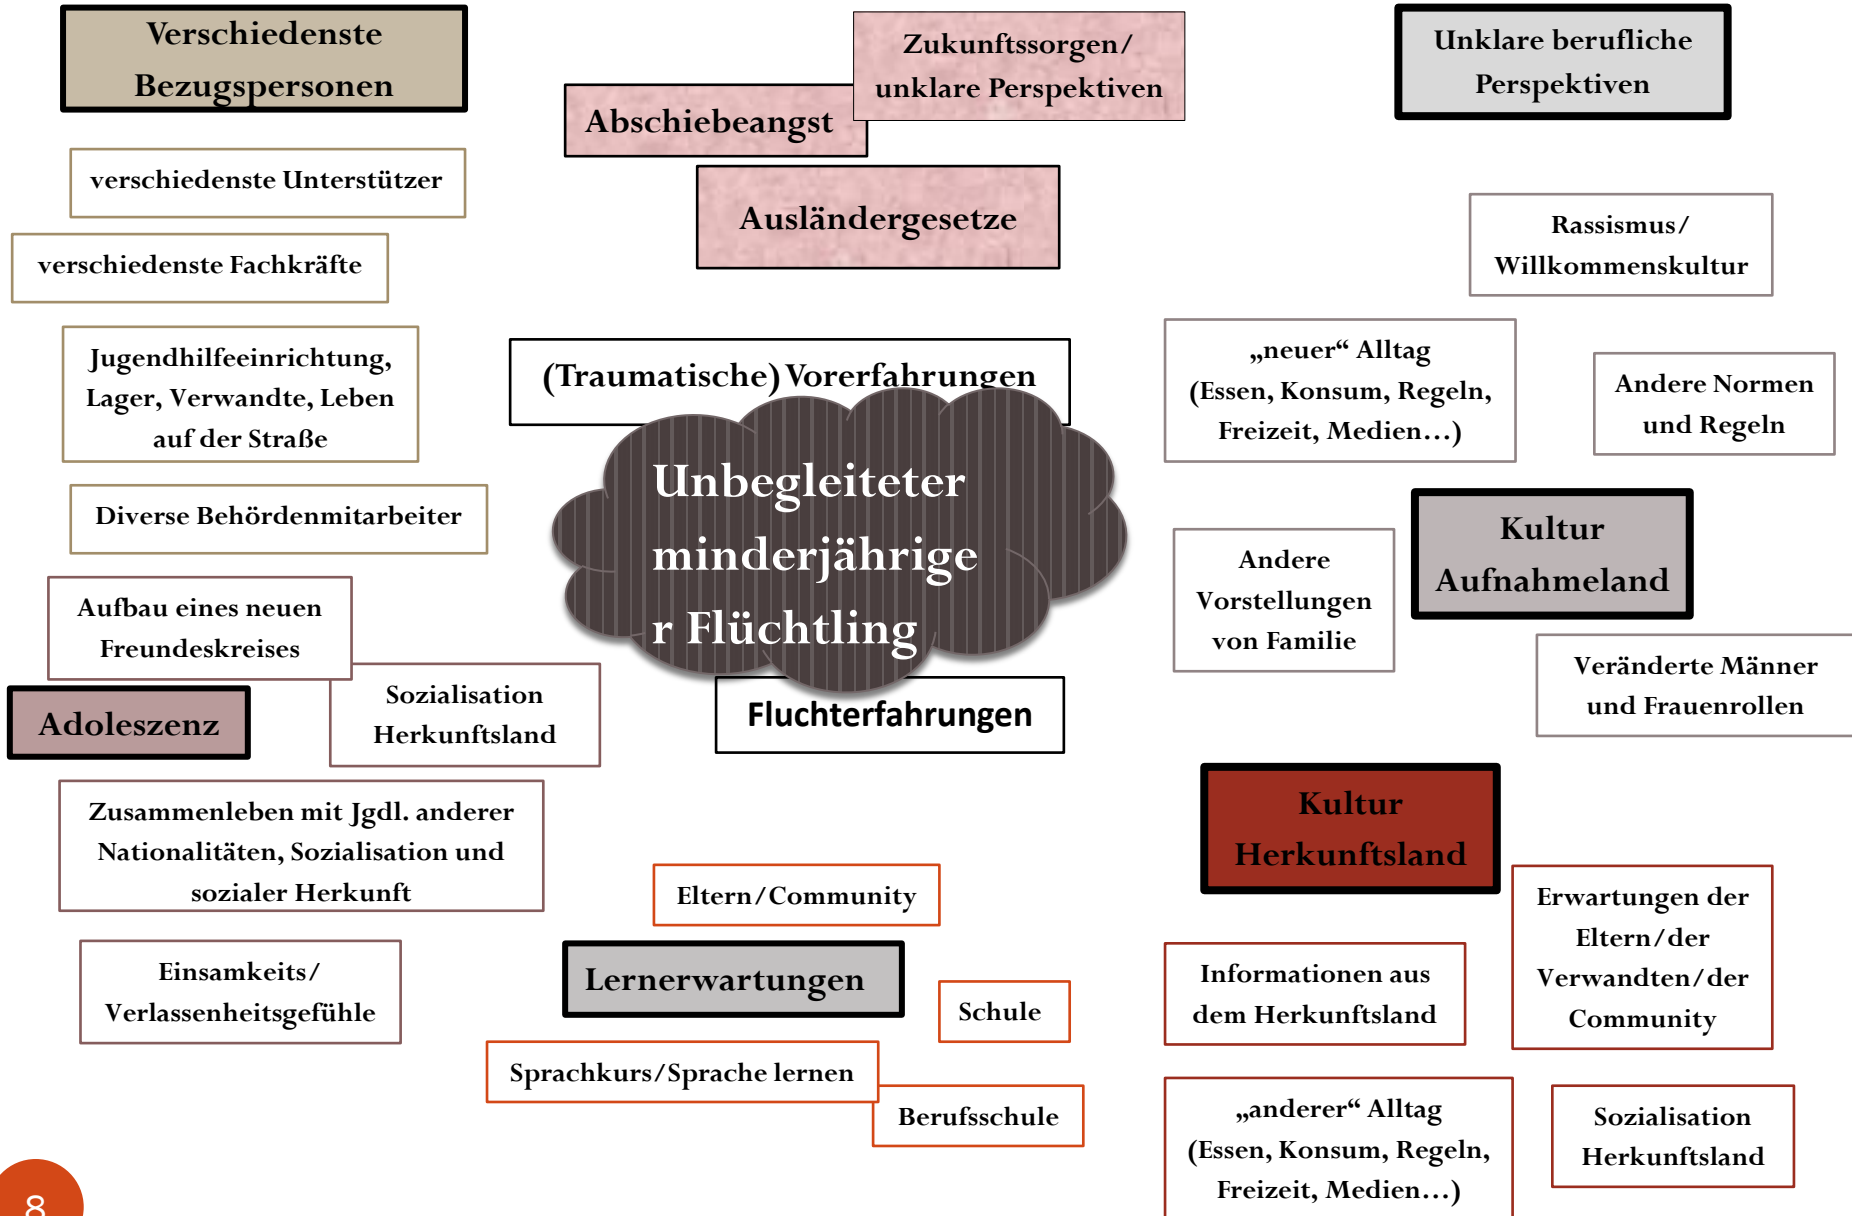 Verschiedenste
Bezugspersonen
verschiedenste Unterstützer
verschiedenste Fachkräfte
Jugendhilfeeinrichtung,
Lager, Verwandte, Leben
auf der Straße
Diverse Behördenmitarbeiter
Zukunftssorgen/
unklare Perspektiven
Abschiebeangst
Ausländergesetze
Unklare berufliche
Perspektiven
(Traumatische) Vorerfahrungen
Unbegleiteter
minderjährige
r Flüchtling
Fluchterfahrungen
Rassismus/
Willkommenskultur
„neuer“ Alltag
(Essen, Konsum, Regeln,
Freizeit, Medien…)
Andere Normen
und Regeln
Kultur
Aufnahmeland
Andere
Vorstellungen
von Familie
Veränderte Männer
und Frauenrollen
Aufbau eines neuen
Freundeskreises
Adoleszenz
Sozialisation
Herkunftsland
Zusammenleben mit Jgdl. anderer
Nationalitäten, Sozialisation und
sozialer Herkunft
Einsamkeits/
Verlassenheitsgefühle
Eltern/Community
Lernerwartungen
Schule
Sprachkurs/Sprache lernen
Berufsschule
Kultur
Herkunftsland
Erwartungen der
Eltern/der
Verwandten/der
Community
Informationen aus
dem Herkunftsland
„anderer“ Alltag
(Essen, Konsum, Regeln,
Freizeit, Medien…)
Sozialisation
Herkunftsland
8